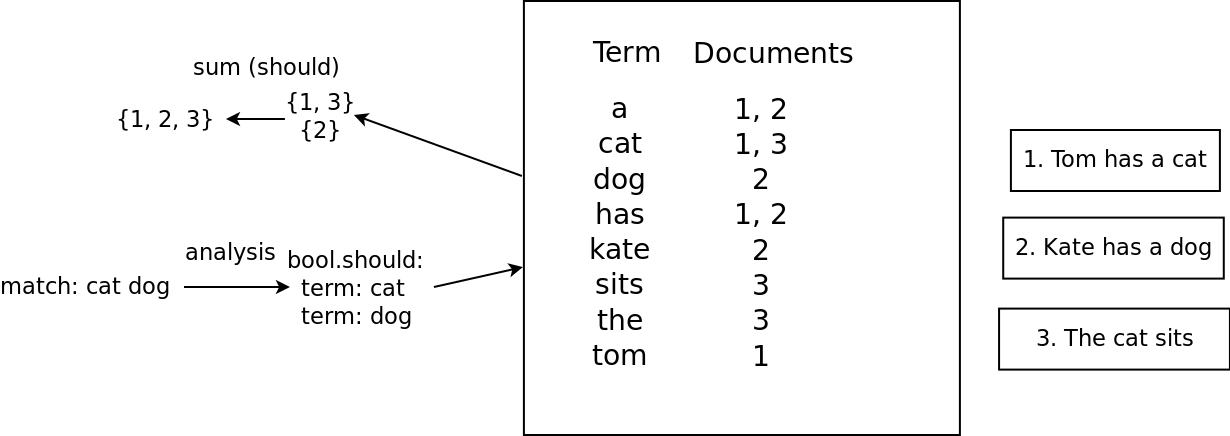 sum (should)
{1, 2, 3}
{1, 3}
{2}
match: cat dog
analysis
bool.should:
term: cat
term: dog
Term Documents
a 1, 2
cat 1, 3
dog 2
has 1, 2
kate 2
sits 3
the 3
tom 1
1. Tom has a cat
2. Kate has a dog
3. The cat sits